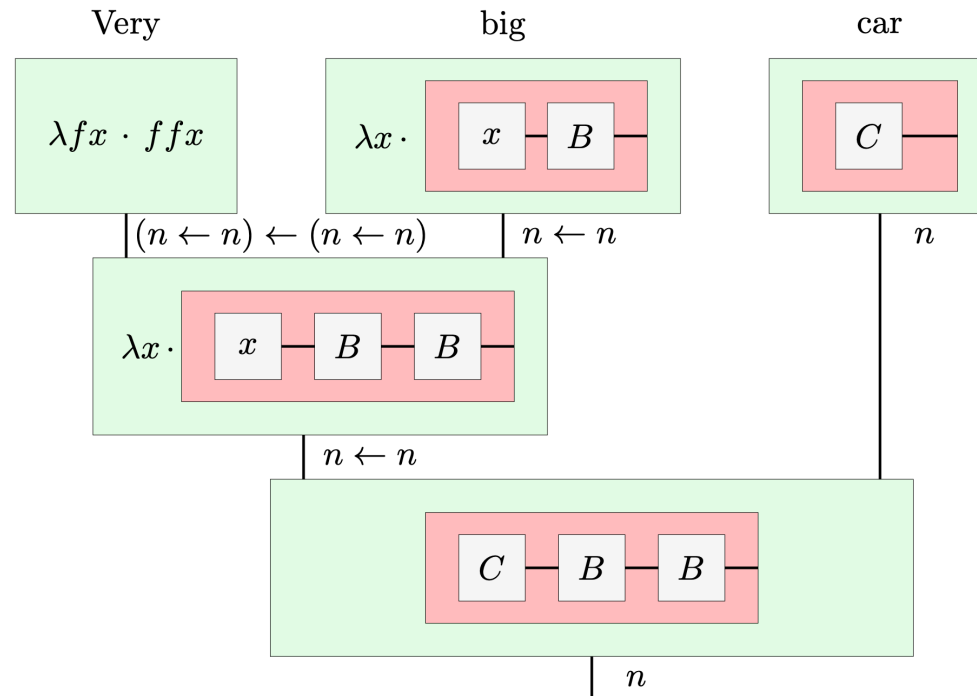 Very big car
λfx · ffx λx · x B C
(n ← n) ← (n ← n) n ← n n
λx · x B B
n ← n
C B B
n